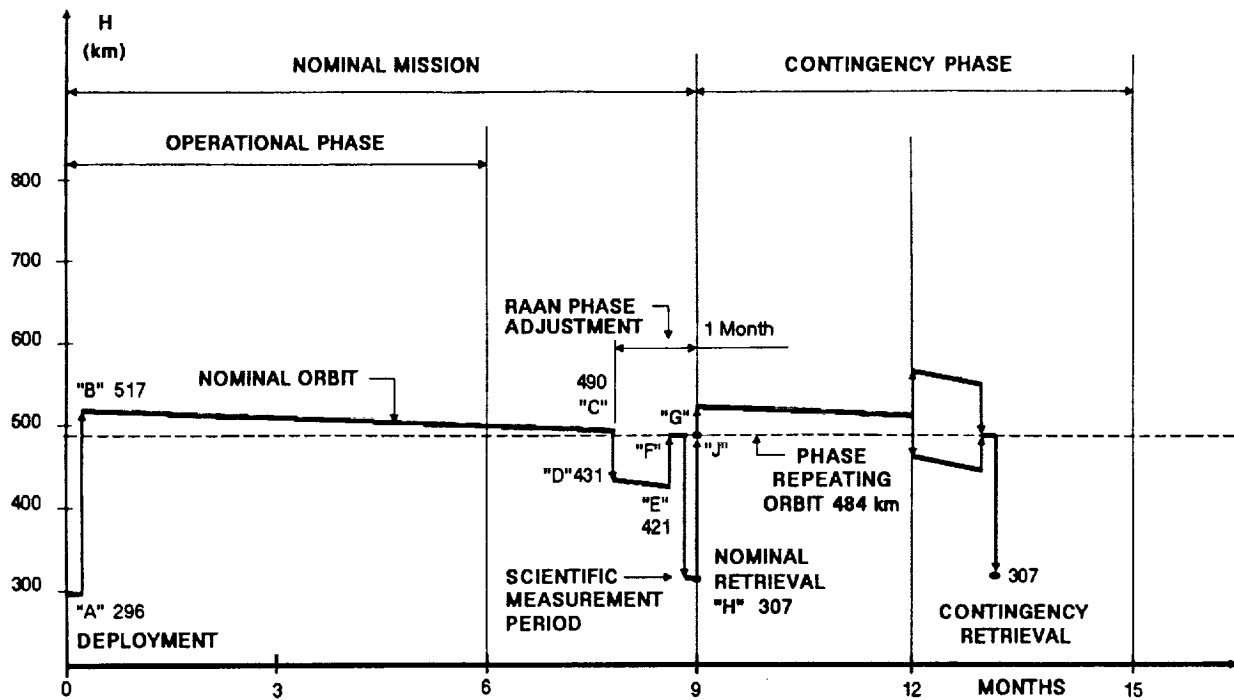 H
(km)
NOMINAL MISSION
CONTINGENCY PHASE
OPERATIONAL PHASE
800
700
RAAN PHASE
ADJUSTMENT
1 Month
600
"B" 517
NOMINAL ORBIT
490
"C"
500
"G"
"F"
"J"
PHASE
REPEATING
ORBIT 484 km
"D"431
400
"E"
421
300
"A" 296
SCIENTIFIC
MEASUREMENT
PERIOD
NOMINAL
RETRIEVAL
"H" 307
307
CONTINGENCY
RETRIEVAL
DEPLOYMENT
0
3
6
9
12
MONTHS
15